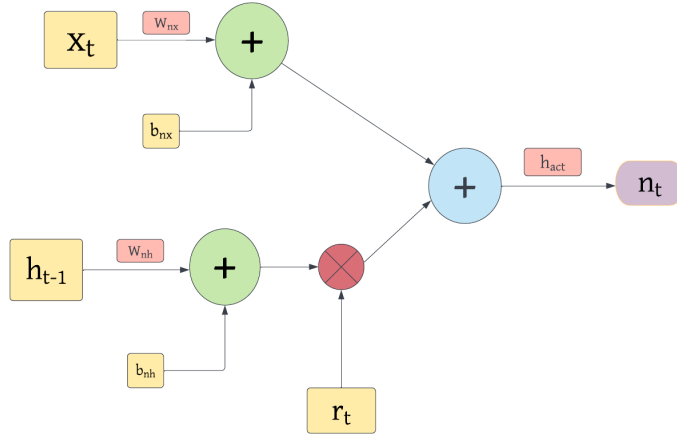 x_t
W_nx
+
b_nx
+
h_act
n_t
h_t-1
W_nh
+
b_nh
r_t